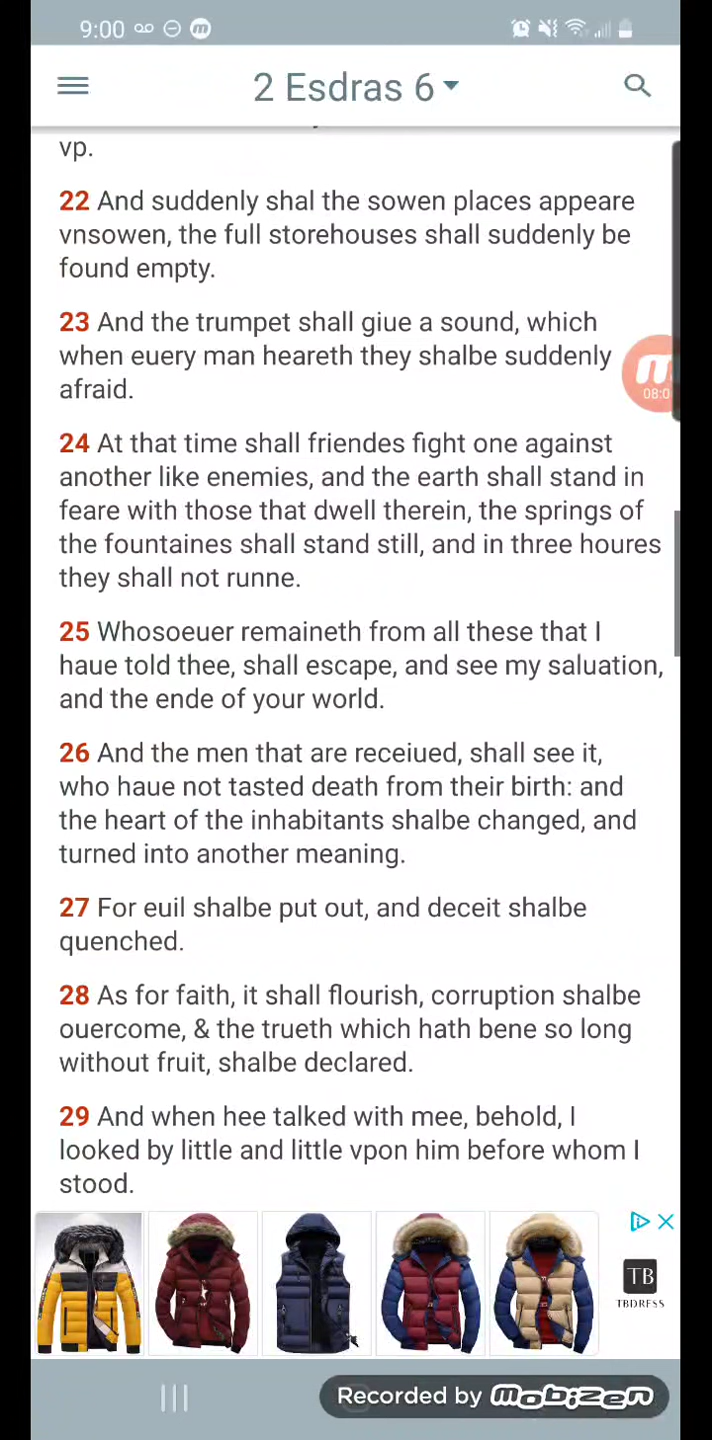 9:00
2 Esdras 6
vp.
22 And suddenly shal the sowen places appeare
vnsowen, the full storehouses shall suddenly be
found empty.
23 And the trumpet shall giue a sound, which
when euery man heareth they shalbe suddenly
afraid.
08:0
24 At that time shall friendes fight one against
another like enemies, and the earth shall stand in
feare with those that dwell therein, the springs of
the fountaines shall stand still, and in three houres
they shall not runne.
25 Whosoeuer remaineth from all these that I
haue told thee, shall escape, and see my saluation,
and the ende of your world.
26 And the men that are receiued, shall see it,
who haue not tasted death from their birth: and
the heart of the inhabitants shalbe changed, and
turned into another meaning.
27 For euil shalbe put out, and deceit shalbe
quenched.
28 As for faith, it shall flourish, corruption shalbe
ouercome, & the trueth which hath bene so long
without fruit, shalbe declared.
29 And when hee talked with mee, behold, I
looked by little and little vpon him before whom I
stood.
TB
TBDRESS
Recorded by mobizen